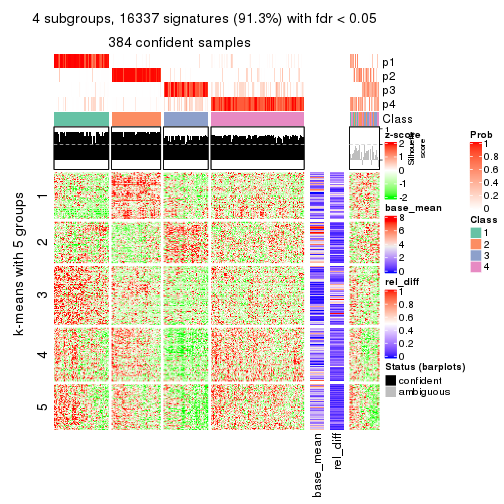 4 subgroups, 16337 signatures (91.3%) with fdr < 0.05
384 confident samples
p1
p2
p3
p4
Class
1
Silhouette
score
k-means with 5 groups
1
2
3
4
5
base_mean
rel_diff
z-score
2
1
0
-1
-2
base_mean
8
6
4
2
0
rel_diff
1
0.8
0.6
0.4
0.2
0
Status (barplots)
confident
ambiguous
Prob
1
0.8
0.6
0.4
0.2
0
Class
1
2
3
4